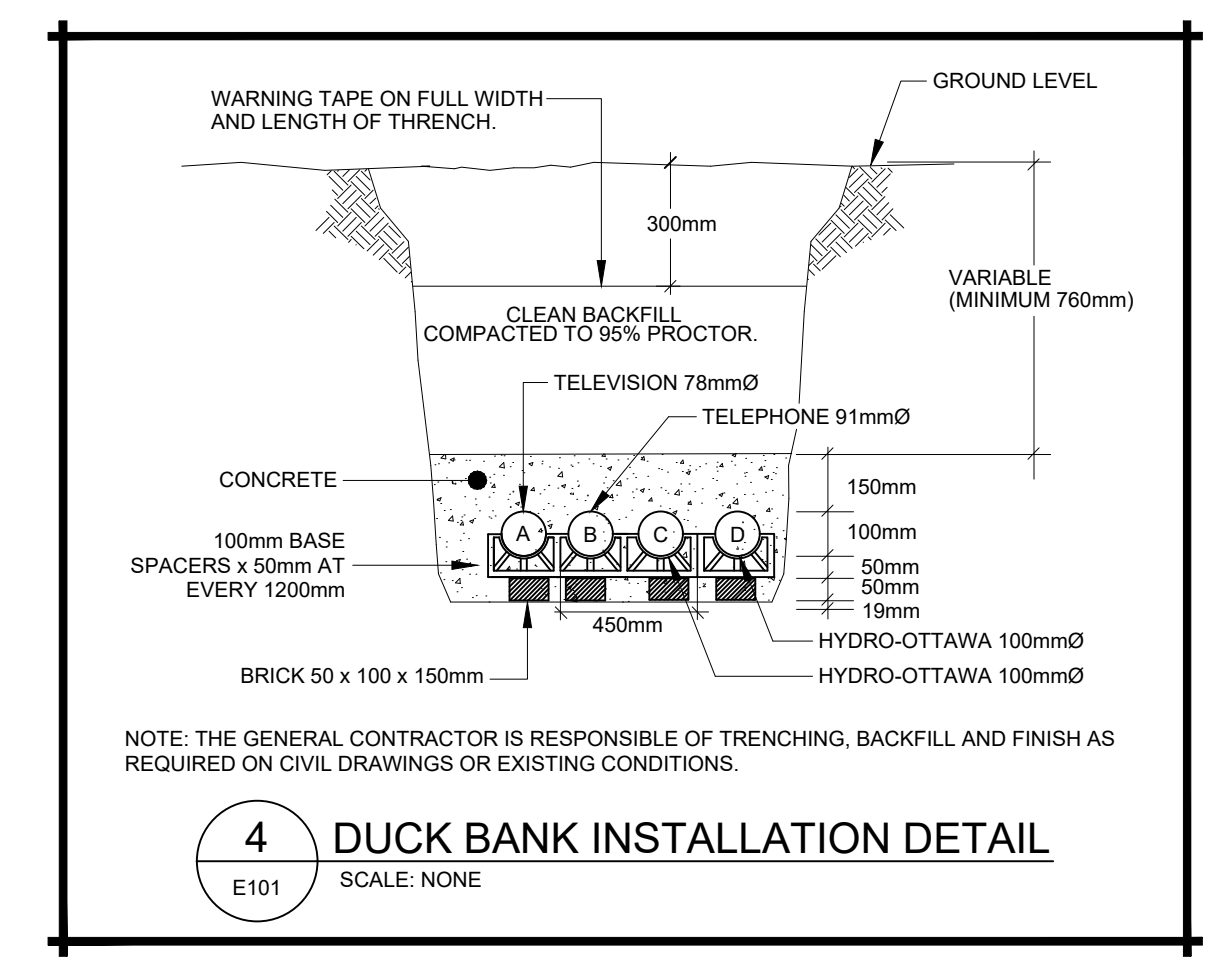 WARNING TAPE ON FULL WIDTH
AND LENGTH OF THRENCH.
GROUND LEVEL
300mm
VARIABLE
(MINIMUM 760mm)
CLEAN BACKFILL
COMPACTED TO 95% PROCTOR.
TELEVISION 78mmØ
TELEPHONE 91mmØ
CONCRETE
150mm
A
B
C
D
100mm
100mm BASE
SPACERS x 50mm AT
EVERY 1200mm
50mm
50mm
19mm
450mm
HYDRO-OTTAWA 100mmØ
BRICK 50 x 100 x 150mm
HYDRO-OTTAWA 100mmØ
NOTE: THE GENERAL CONTRACTOR IS RESPONSIBLE OF TRENCHING, BACKFILL AND FINISH AS
REQUIRED ON CIVIL DRAWINGS OR EXISTING CONDITIONS.
4
E101
DUCK BANK INSTALLATION DETAIL
SCALE: NONE